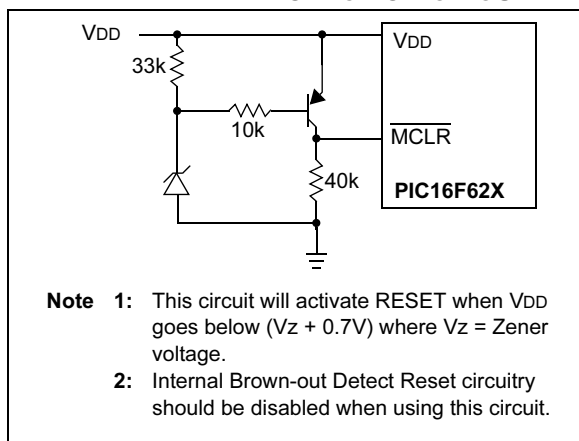 VDD
VDD
33k
10k
MCLR
40k
PIC16F62X
Note 1: This circuit will activate RESET when VDD
goes below (Vz + 0.7V) where Vz = Zener
voltage.
2: Internal Brown-out Detect Reset circuitry
should be disabled when using this circuit.